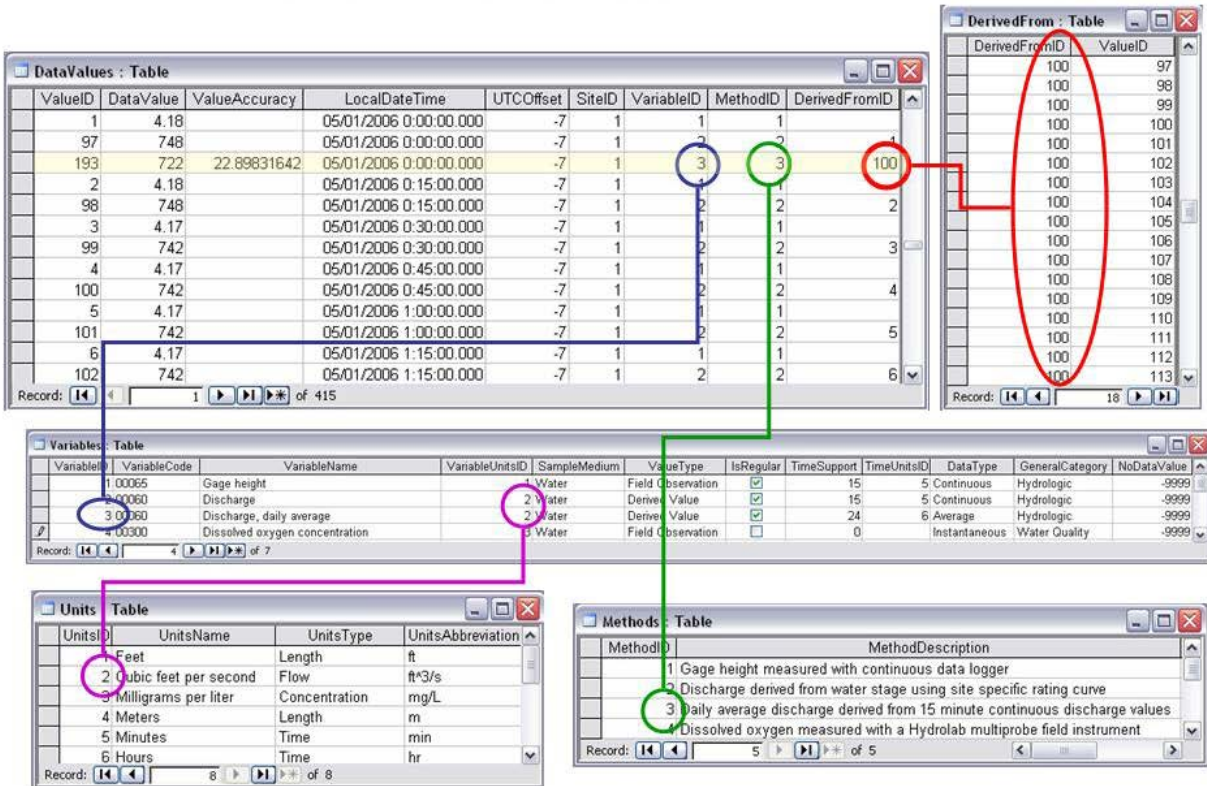 DataValues : Table
ValueID DataValue ValueAccuracy LocalDateTime UTCOffset SiteID VariableID MethodID DerivedFromID
1 4.18 05/01/2006 0:00:00.000 -7 1 1 1
97 748 05/01/2006 0:00:00.000 -7 1 2 2 1
193 722 22.89831642 05/01/2006 0:00:00.000 -7 1 3 3 100
2 4.18 05/01/2006 0:15:00.000 -7 1 1 1
98 748 05/01/2006 0:15:00.000 -7 1 2 2 2
3 4.17 05/01/2006 0:30:00.000 -7 1 1 1
99 742 05/01/2006 0:30:00.000 -7 1 2 2 3
4 4.17 05/01/2006 0:45:00.000 -7 1 1 1
100 742 05/01/2006 0:45:00.000 -7 1 2 2 4
5 4.17 05/01/2006 1:00:00.000 -7 1 1 1
101 742 05/01/2006 1:00:00.000 -7 1 2 2 5
6 4.17 05/01/2006 1:15:00.000 -7 1 1 1
102 742 05/01/2006 1:15:00.000 -7 1 2 2 6
Record: 1 of 415
DerivedFrom : Table
DerivedFromID ValueID
100 97
100 98
100 99
100 100
100 101
100 102
100 103
100 104
100 105
100 106
100 107
100 108
100 109
100 110
100 111
100 112
100 113
Record: 18
Variables : Table
VariableID VariableCode VariableName VariableUnitsID SampleMedium ValueType IsRegular TimeSupport TimeUnitsID DataType GeneralCategory NoDataValue
1 00065 Gage height 1 Water Field Observation 15 5 Continuous Hydrologic -9999
2 00060 Discharge 2 Water Derived Value 15 5 Continuous Hydrologic -9999
3 00060 Discharge, daily average 2 Water Derived Value 24 6 Average Hydrologic -9999
4 00300 Dissolved oxygen concentration 3 Water Field Observation 0 Instantaneous Water Quality -9999
Record: 4 of 7
Units : Table
UnitsID UnitsName UnitsType UnitsAbbreviation
1 Feet Length ft
2 Cubic feet per second Flow ft^3/s
3 Milligrams per liter Concentration mg/L
4 Meters Length m
5 Minutes Time min
6 Hours Time hr
Record: 8 of 8
Methods : Table
MethodID MethodDescription
1 Gage height measured with continuous data logger
2 Discharge derived from water stage using site specific rating curve
3 Daily average discharge derived from 15 minute continuous discharge values
4 Dissolved oxygen measured with a Hydrolab multiprobe field instrument
Record: 5 of 5